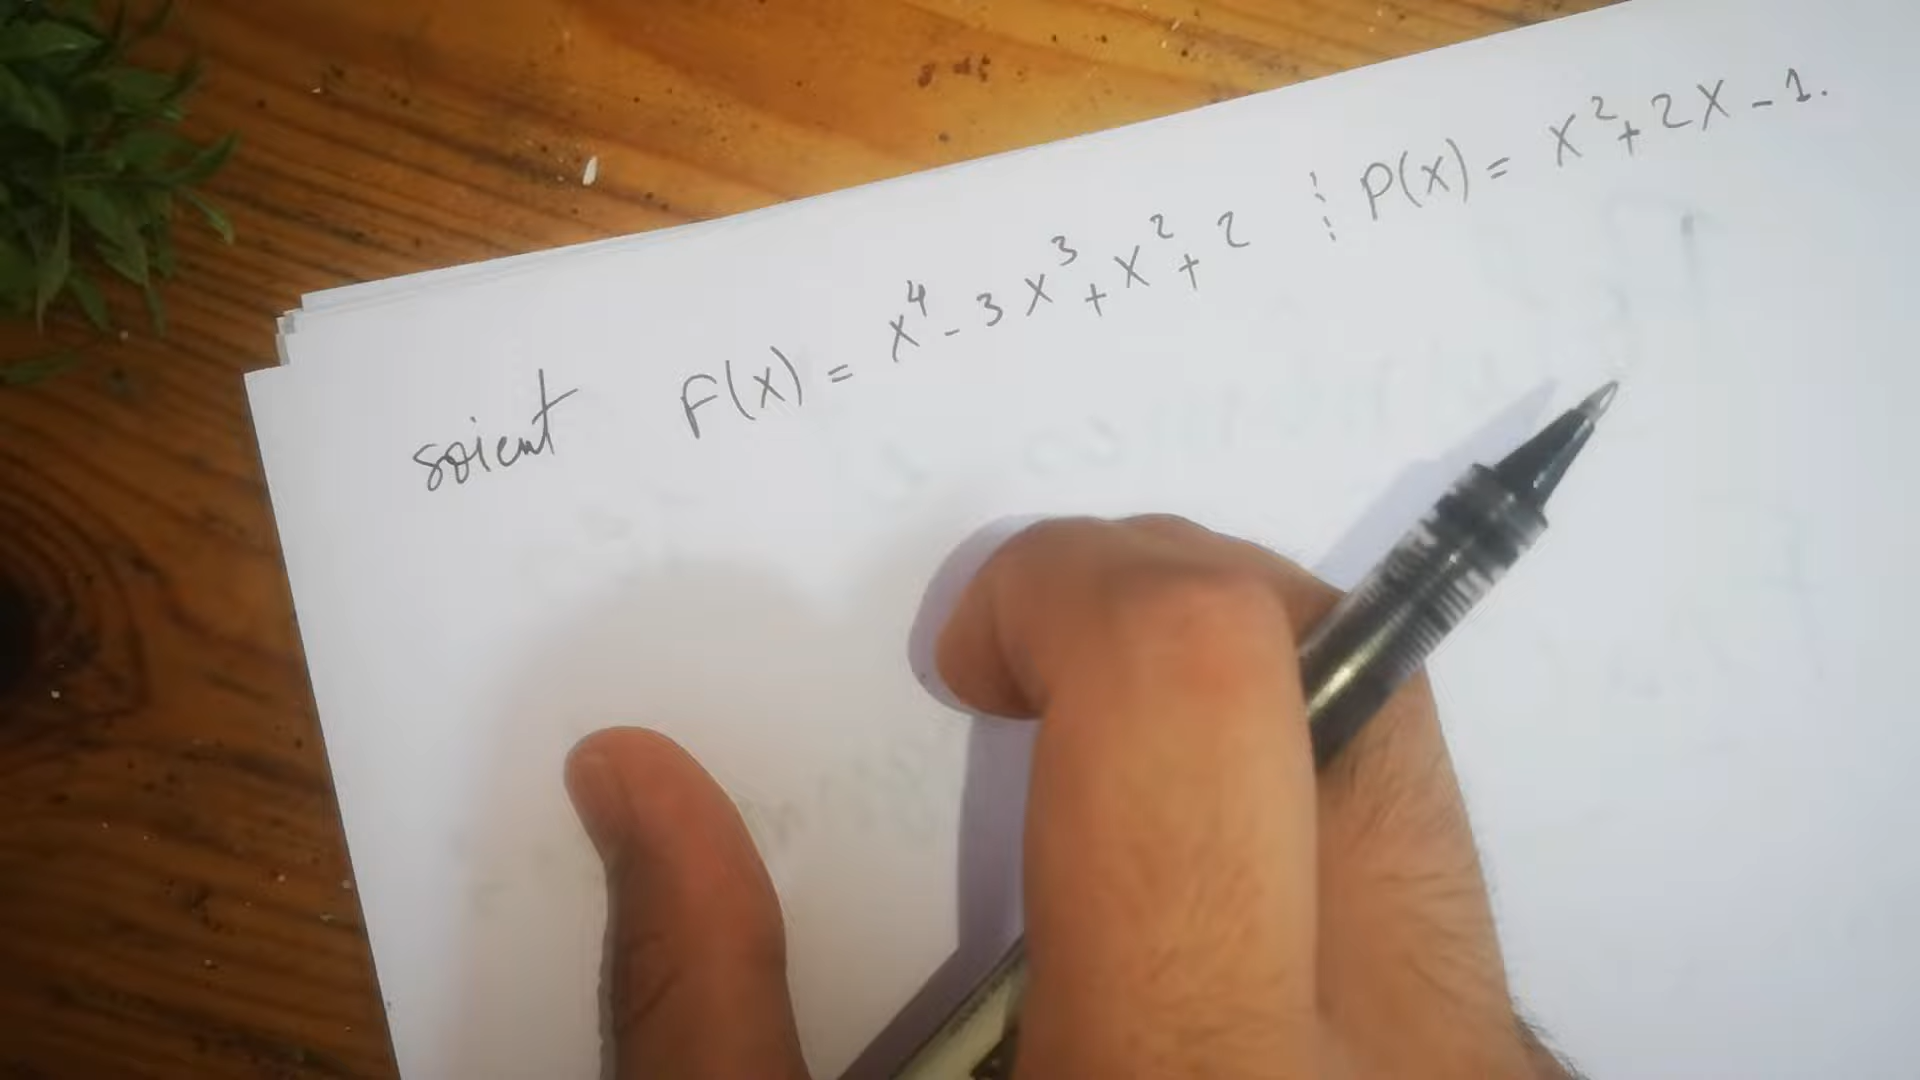 soient F(x) = x⁴ - 3x³ + x² + 2 ⋮ P(x) = x² + 2x - 1.